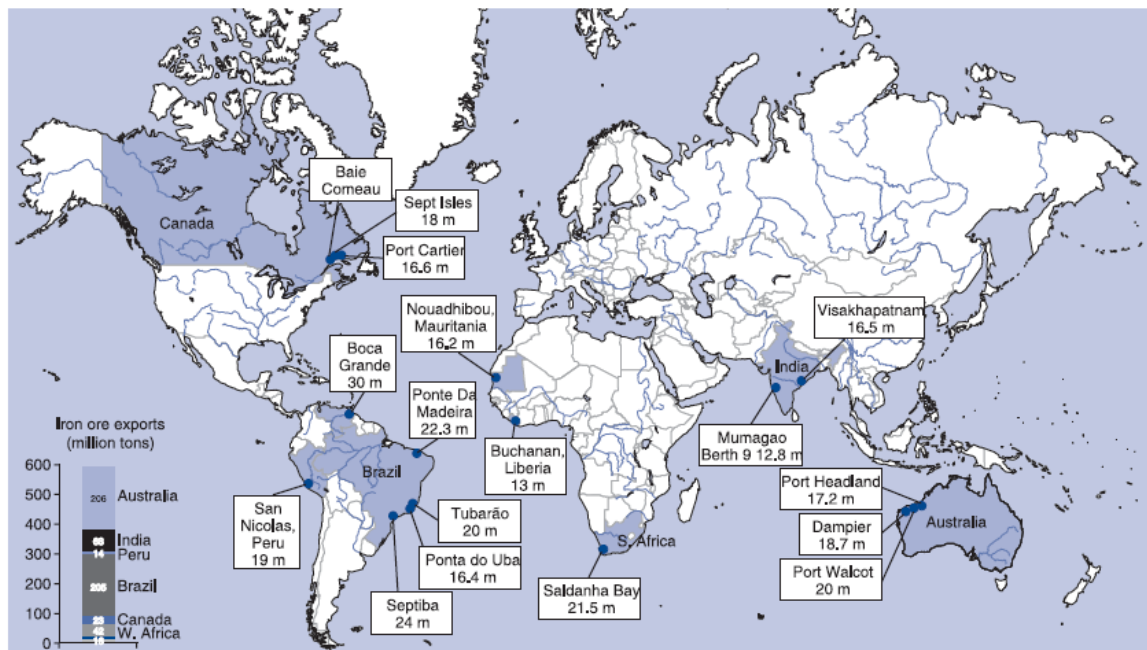 Baie
Comeau
Sept Isles
18 m
Canada
Port Cartier
16.6 m
Nouadhibou,
Mauritania
16.2 m
Visakhapatnam
16.5 m
Boca
Grande
30 m
India
Ponte Da
Madeira
22.3 m
Iron ore exports
(million tons)
Buchanan,
Liberia
13 m
Mumagao
Berth 9 12.8 m
Brazil
Port Headland
17.2 m
San
Nicolas,
Peru
19 m
Tubarão
20 m
Dampier
18.7 m
Australia
S. Africa
Ponta do Uba
16.4 m
Saldanha Bay
21.5 m
Port Walcot
20 m
Septiba
24 m
600
500
400
300
200
100
0
206
Australia
India
14
Peru
205
Brazil
23
Canada
42
W. Africa